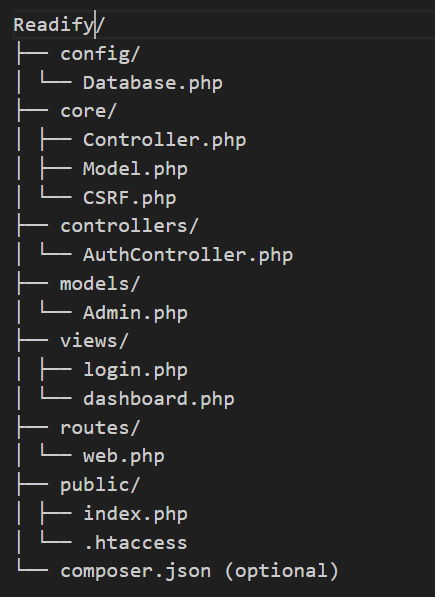 Readify/
├── config/
│ └── Database.php
├── core/
│ ├── Controller.php
│ ├── Model.php
│ └── CSRF.php
├── controllers/
│ └── AuthController.php
├── models/
│ └── Admin.php
├── views/
│ ├── login.php
│ └── dashboard.php
├── routes/
│ └── web.php
├── public/
│ ├── index.php
│ └── .htaccess
└── composer.json (optional)